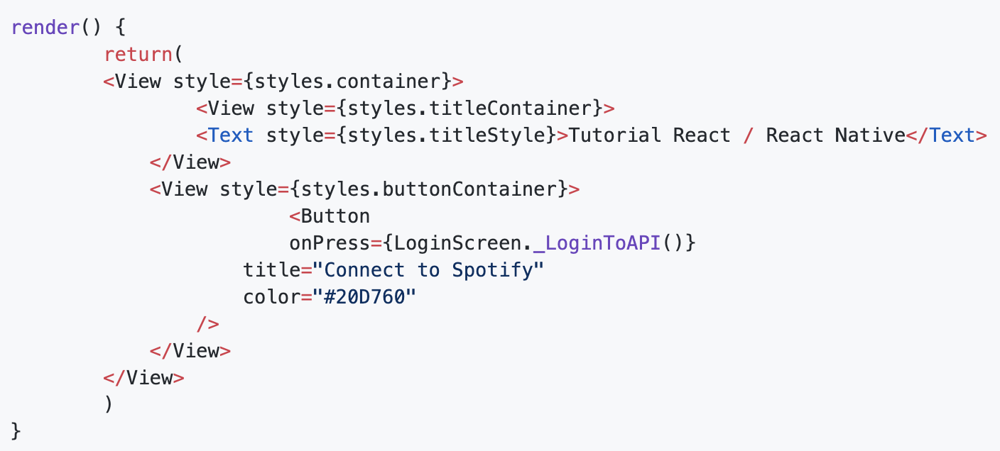 render() {
        return(
        <View style={styles.container}>
                <View style={styles.titleContainer}>
                <Text style={styles.titleStyle}>Tutorial React / React Native</Text>
            </View>
            <View style={styles.buttonContainer}>
                        <Button
                        onPress={LoginScreen._LoginToAPI()}
                    title="Connect to Spotify"
                    color="#20D760"
                />
            </View>
        </View>
        )
}